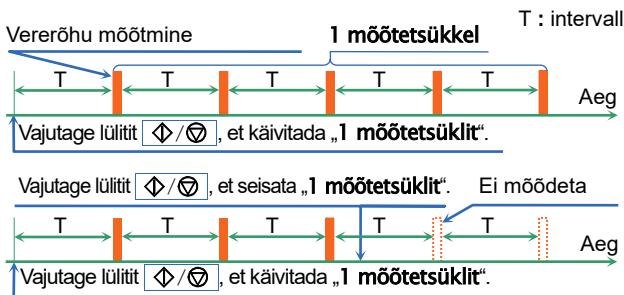 T : intervall
Vererõhu mõõtmine
1 mõõtetsükkel
T T T T T
Aeg
Vajutage lülitit /, et käivitada „1 mõõtetsüklit“.
Vajutage lülitit /, et seisata „1 mõõtetsüklit“.
Ei mõõdeta
T T T T T
Aeg
Vajutage lülitit /, et käivitada „1 mõõtetsüklit“.